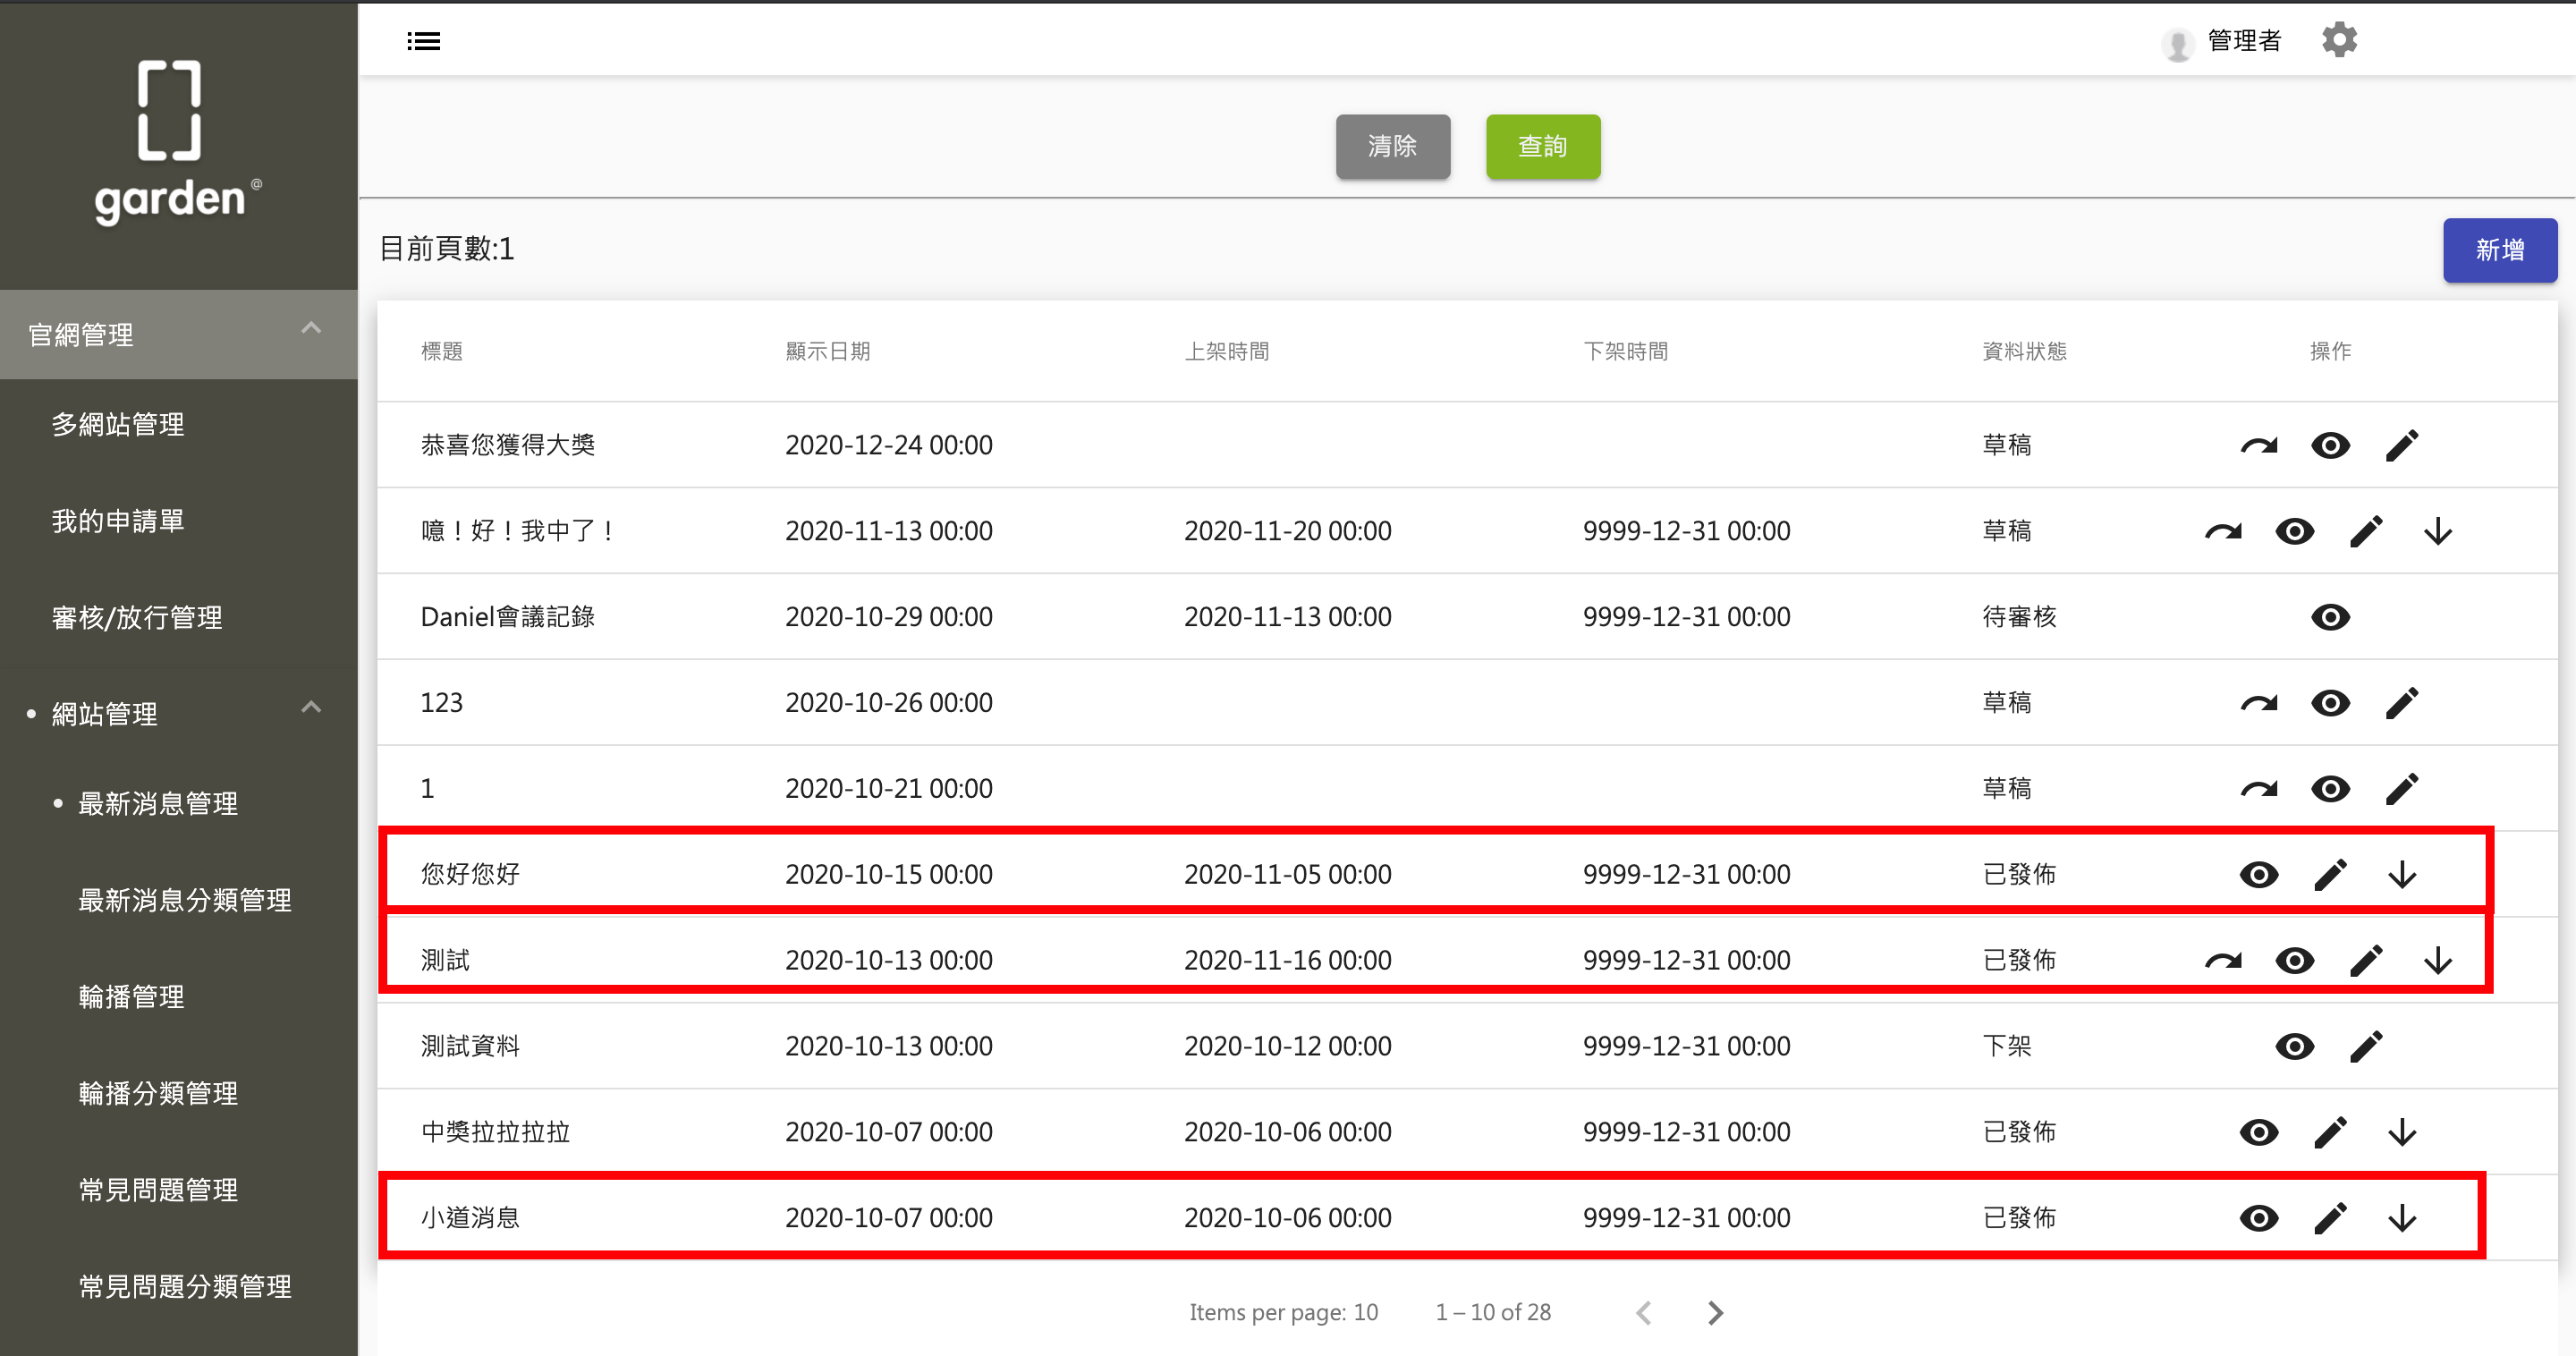 garden @
官網管理
多網站管理
我的申請單
審核/放行管理
• 網站管理
• 最新消息管理
最新消息分類管理
輪播管理
輪播分類管理
常見問題管理
常見問題分類管理
管理者
清除 查詢
目前頁數:1
新增
標題 顯示日期 上架時間 下架時間 資料狀態 操作
恭喜您獲得大獎 2020-12-24 00:00 草稿
噫！好！我中了！ 2020-11-13 00:00 2020-11-20 00:00 9999-12-31 00:00 草稿
Daniel會議記錄 2020-10-29 00:00 2020-11-13 00:00 9999-12-31 00:00 待審核
123 2020-10-26 00:00 草稿
1 2020-10-21 00:00 草稿
您好您好 2020-10-15 00:00 2020-11-05 00:00 9999-12-31 00:00 已發佈
測試 2020-10-13 00:00 2020-11-16 00:00 9999-12-31 00:00 已發佈
測試資料 2020-10-13 00:00 2020-10-12 00:00 9999-12-31 00:00 下架
中獎拉拉拉拉 2020-10-07 00:00 2020-10-06 00:00 9999-12-31 00:00 已發佈
小道消息 2020-10-07 00:00 2020-10-06 00:00 9999-12-31 00:00 已發佈
Items per page: 10 1 – 10 of 28